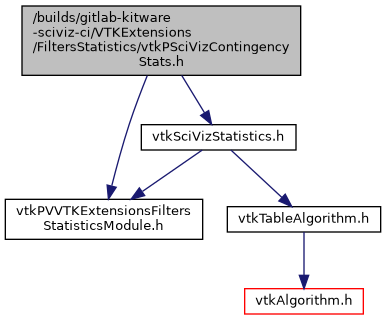 /builds/gitlab-kitware
-sciviz-ci/VTKExtensions
/FiltersStatistics/vtkPSciVizContingency
Stats.h
vtkSciVizStatistics.h
vtkPVVTKExtensionsFilters
StatisticsModule.h
vtkTableAlgorithm.h
vtkAlgorithm.h